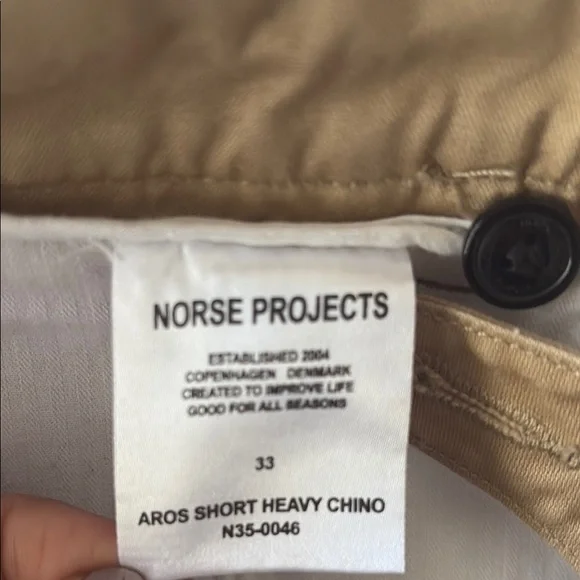 NORSE PROJECTS
ESTABLISHED 2004
COPENHAGEN DENMARK
CREATED TO IMPROVE LIFE
GOOD FOR ALL SEASONS
33
AROS SHORT HEAVY CHINO
N35-0046